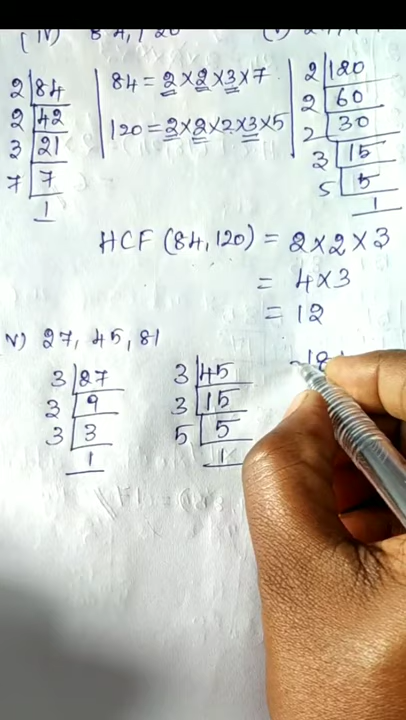 (iv) 84, 120
2 | 84
2 | 42
3 | 21
7 | 7
1
84 = 2×2×3×7
120 = 2×2×2×3×5
2 | 120
2 | 60
2 | 30
3 | 15
5 | 5
1
HCF (84, 120) = 2×2×3
= 4×3
= 12
v) 27, 45, 81
3 | 27
3 | 9
3 | 3
1
3 | 45
3 | 15
5 | 5
1